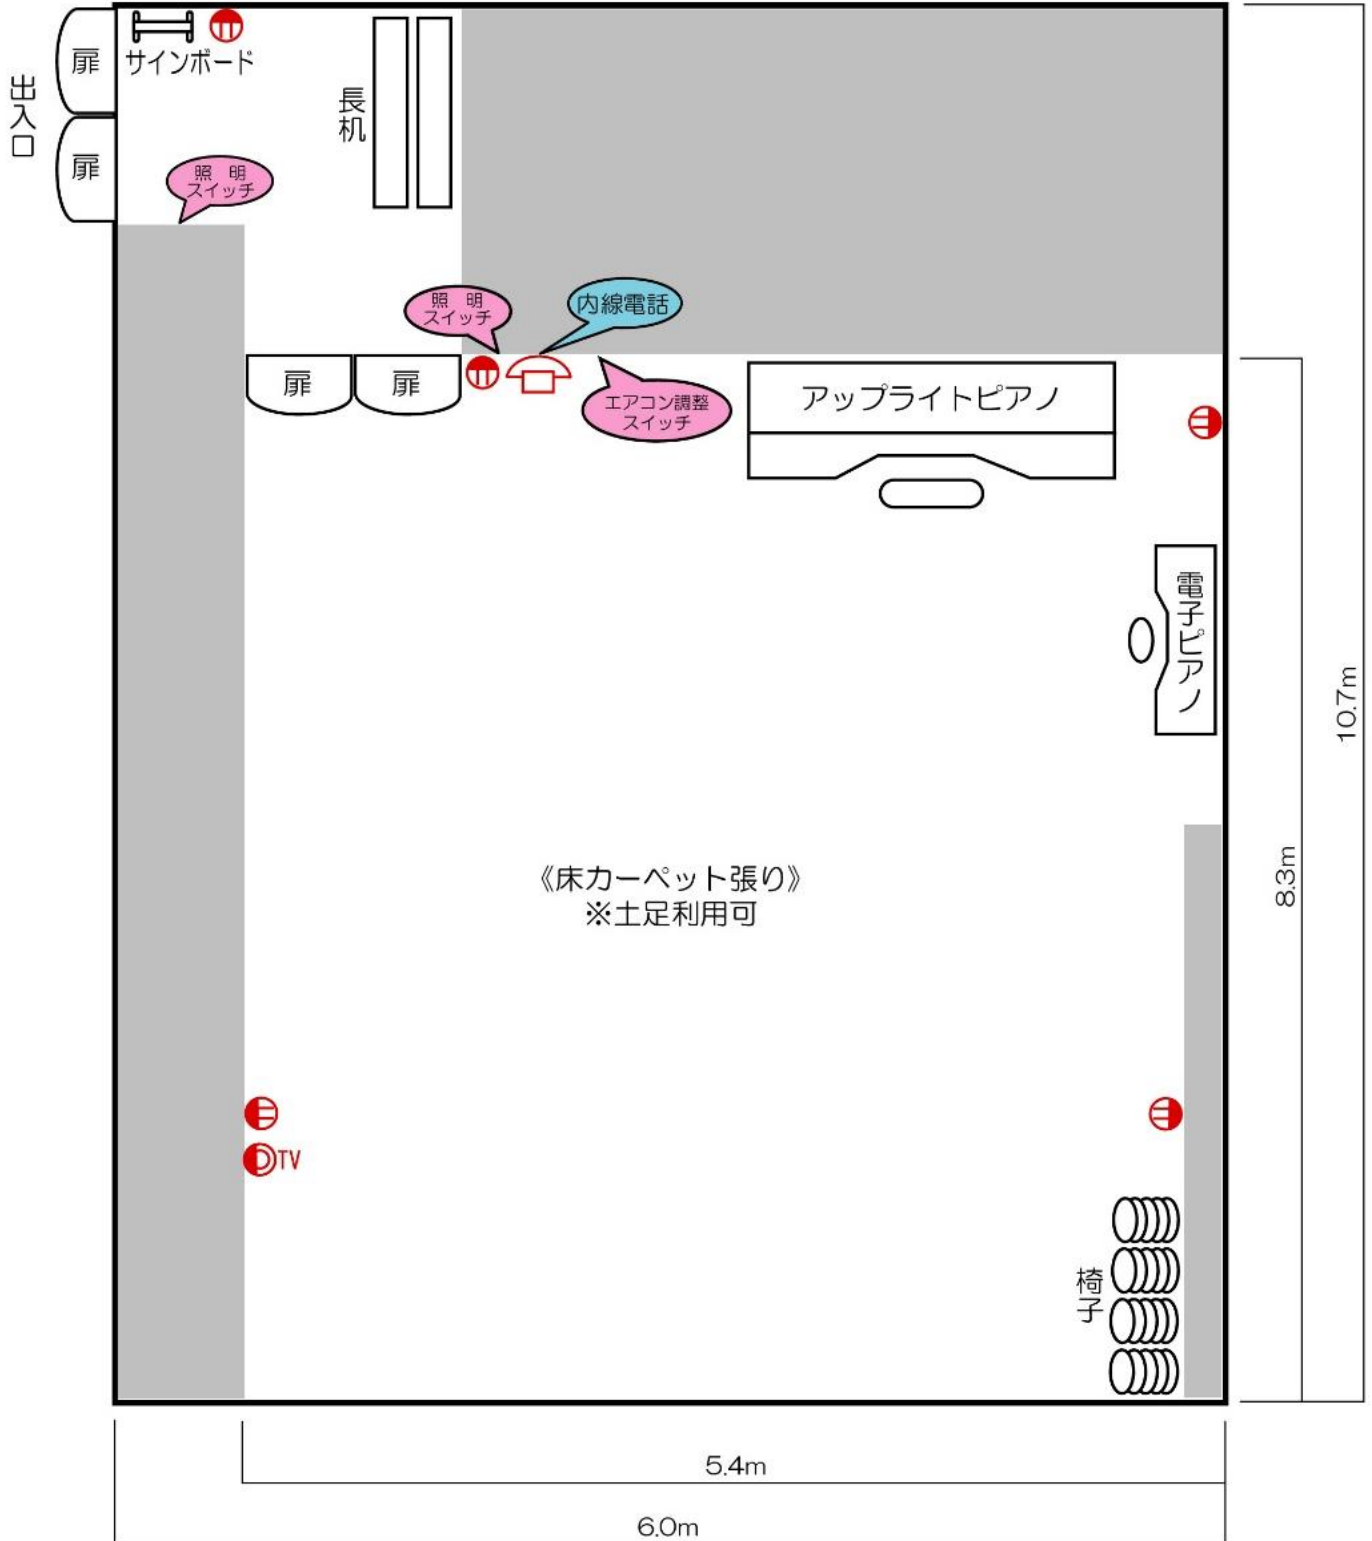 扉
サインボード
出入口
長机
扉
照　明
スイッチ
照　明
スイッチ
内線電話
扉
扉
エアコン調整
スイッチ
アップライトピアノ
電子ピアノ
10.7m
8.3m
《床カーペット張り》
※土足利用可
TV
椅子
5.4m
6.0m